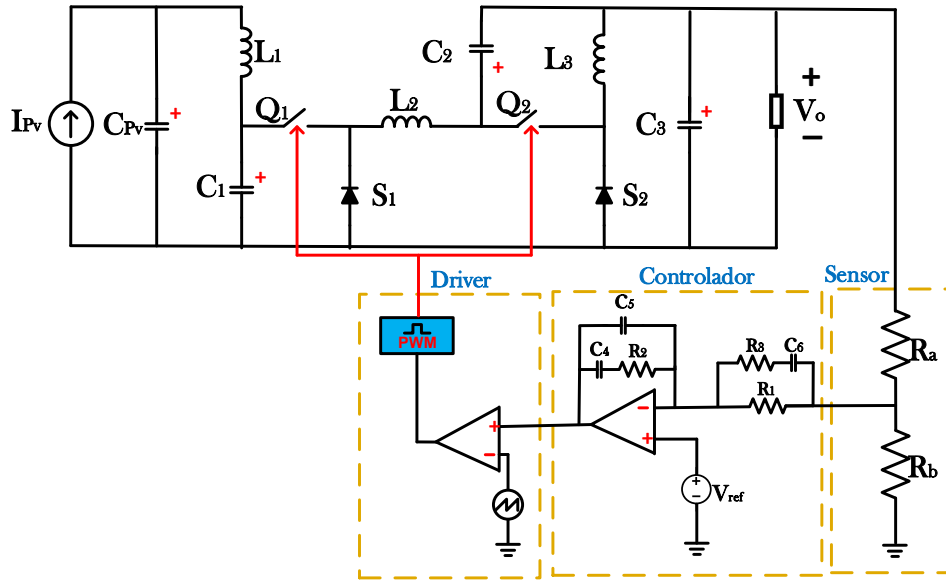 L1
C2
L3
IPv
CPv
+
Q1
L2
+
Q2
C3
+
+
Vo
−
C1
+
S1
S2
Driver
Controlador
Sensor
PWM
C5
C4
R2
R3
C6
R1
Ra
−
+
+
−
+
−
Vref
Rb